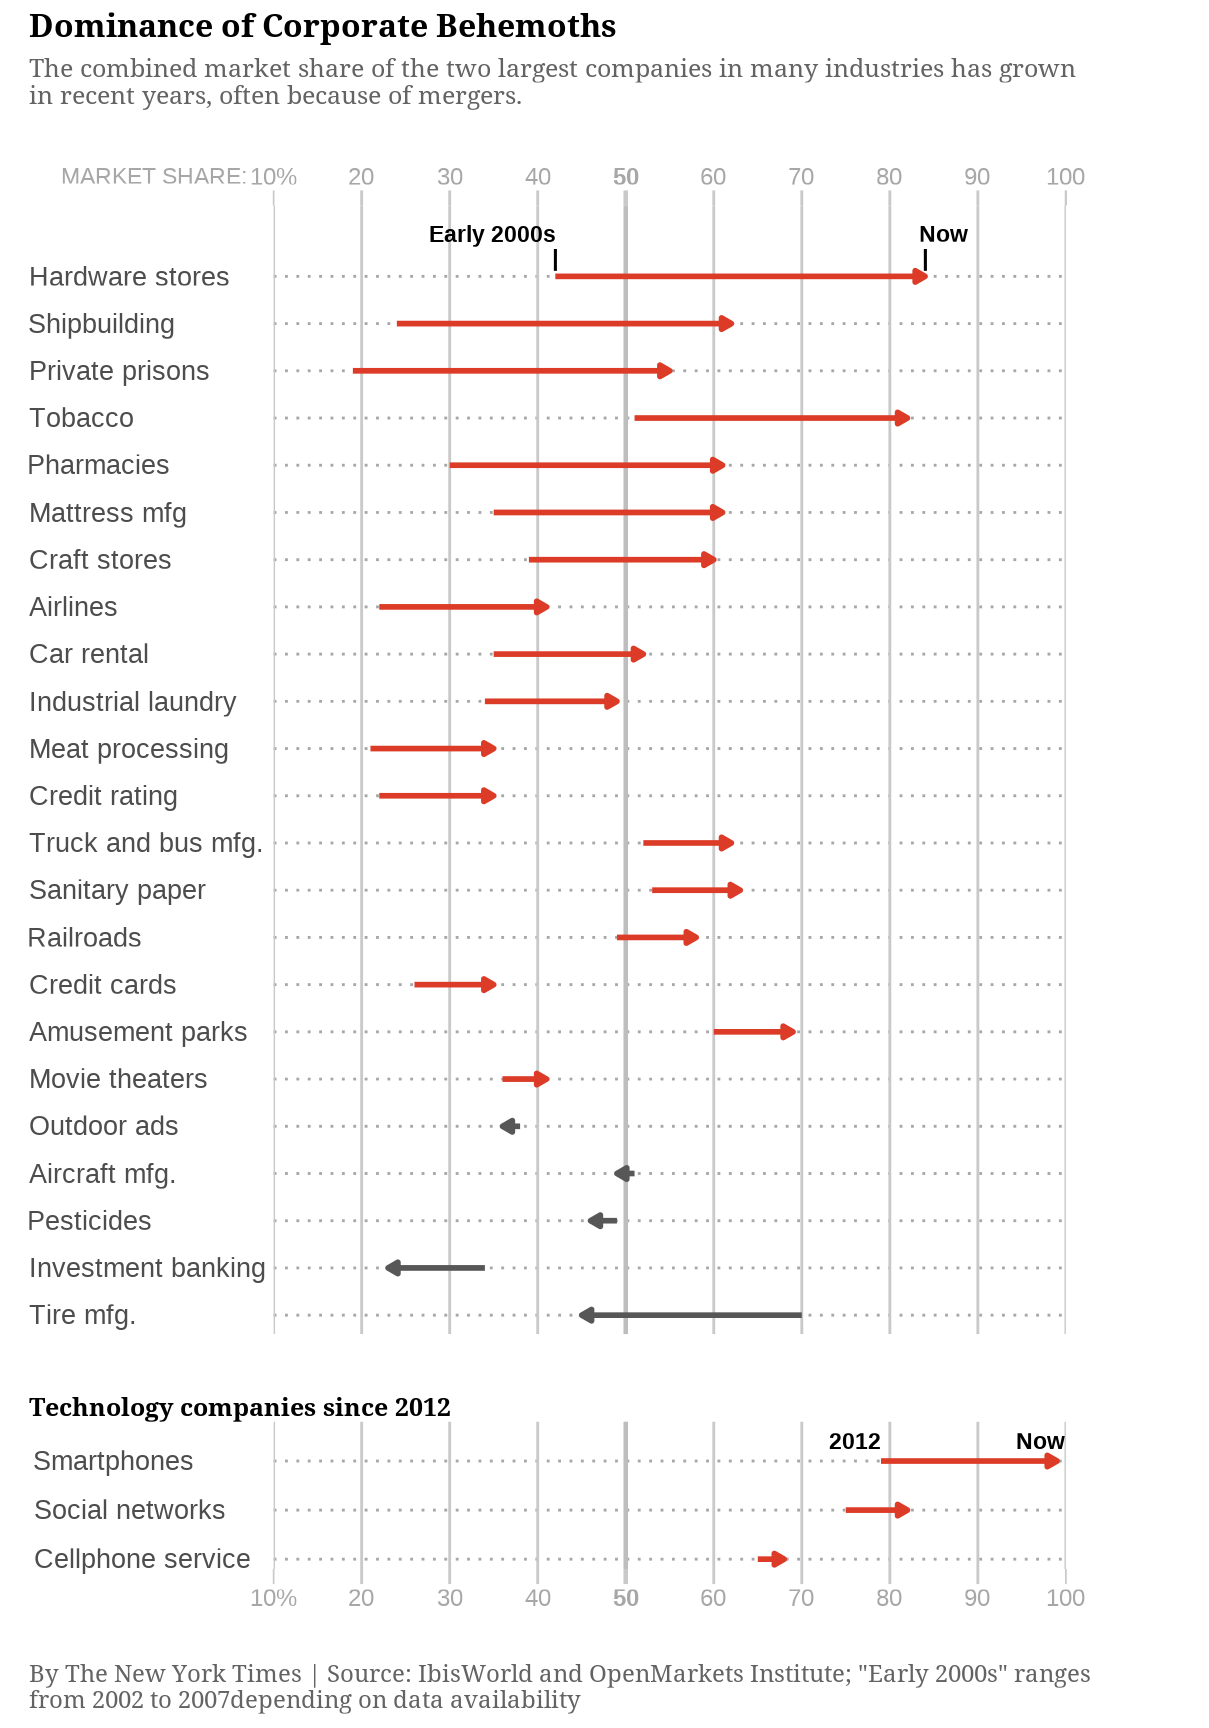 Dominance of Corporate Behemoths
The combined market share of the two largest companies in many industries has grown
in recent years, often because of mergers.
MARKET SHARE: 10% 20 30 40 50 60 70 80 90 100
Early 2000s Now
Hardware stores
Shipbuilding
Private prisons
Tobacco
Pharmacies
Mattress mfg
Craft stores
Airlines
Car rental
Industrial laundry
Meat processing
Credit rating
Truck and bus mfg.
Sanitary paper
Railroads
Credit cards
Amusement parks
Movie theaters
Outdoor ads
Aircraft mfg.
Pesticides
Investment banking
Tire mfg.
Technology companies since 2012
2012 Now
Smartphones
Social networks
Cellphone service
10% 20 30 40 50 60 70 80 90 100
By The New York Times | Source: IbisWorld and OpenMarkets Institute; "Early 2000s" ranges
from 2002 to 2007depending on data availability